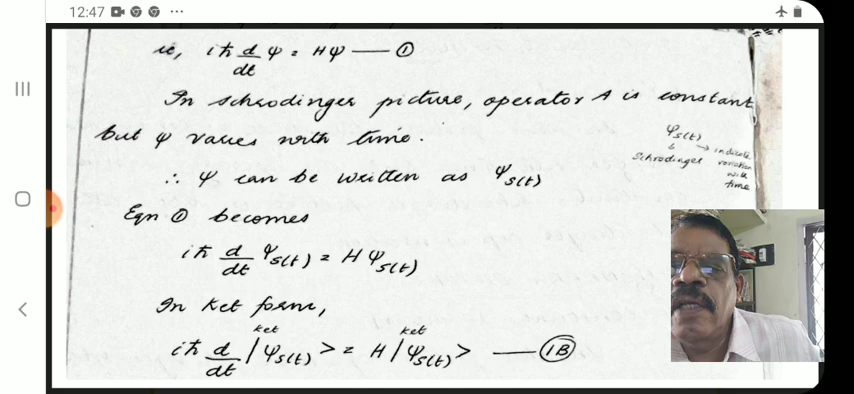 12:47
ie, iℏ d/dt ψ = Hψ — ①
In schrodinger picture, operator A is constant
but ψ varies with time.
ψs(t)
↓ → indicate
Schrodinger variation
with
time
∴ ψ can be written as ψs(t)
Eqn ① becomes
iℏ d/dt ψs(t) = H ψs(t)
In Ket form,
ket ket
iℏ d/dt |ψs(t)> = H |ψs(t)> — 1B